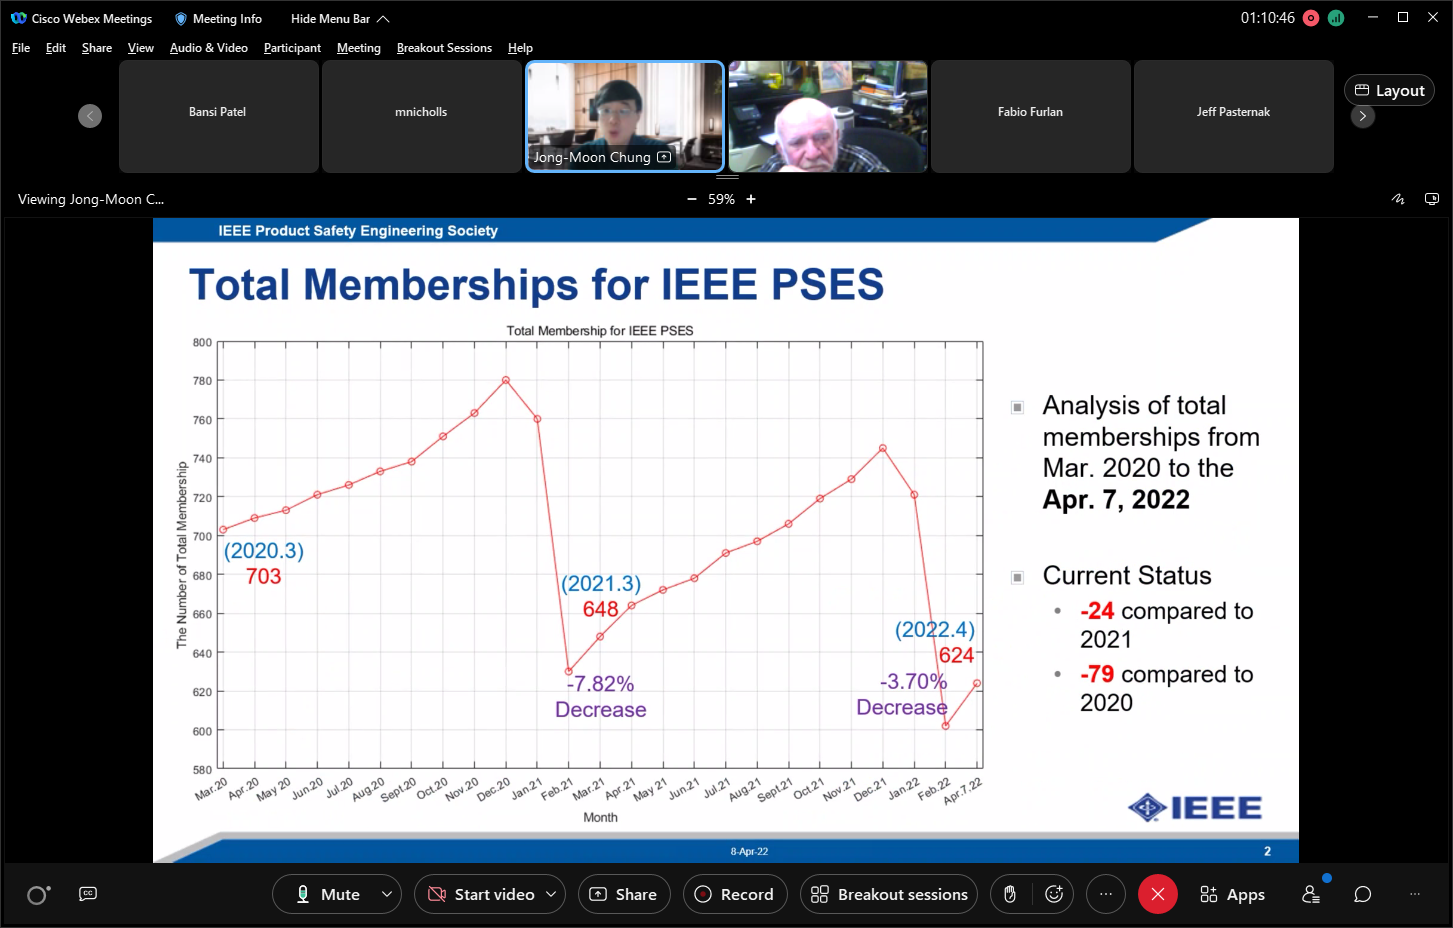 Cisco Webex Meetings
Meeting Info
Hide Menu Bar
01:10:46
File Edit Share View Audio & Video Participant Meeting Breakout Sessions Help
Bansi Patel
mnicholls
Jong-Moon Chung
Fabio Furlan
Jeff Pasternak
Layout
Viewing Jong-Moon C...
− 59% +
IEEE Product Safety Engineering Society
Total Memberships for IEEE PSES
Total Membership for IEEE PSES
The Number of Total Membership
800
780
760
740
720
700
680
660
640
620
600
580
(2020.3)
703
(2021.3)
648
-7.82%
Decrease
(2022.4)
624
-3.70%
Decrease
Mar.20 Apr.20 May 20 Jun.20 Jul.20 Aug.20 Sept.20 Oct.20 Nov.20 Dec.20 Jan.21 Feb.21 Mar.21 Apr.21 May 21 Jun.21 Jul.21 Aug.21 Sept.21 Oct.21 Nov.21 Dec.21 Jan.22 Feb.22 Apr.7.22
Month
Analysis of total
memberships from
Mar. 2020 to the
Apr. 7, 2022
Current Status
• -24 compared to
2021
• -79 compared to
2020
IEEE
8-Apr-22
2
CC
Mute
Start video
Share
Record
Breakout sessions
Apps